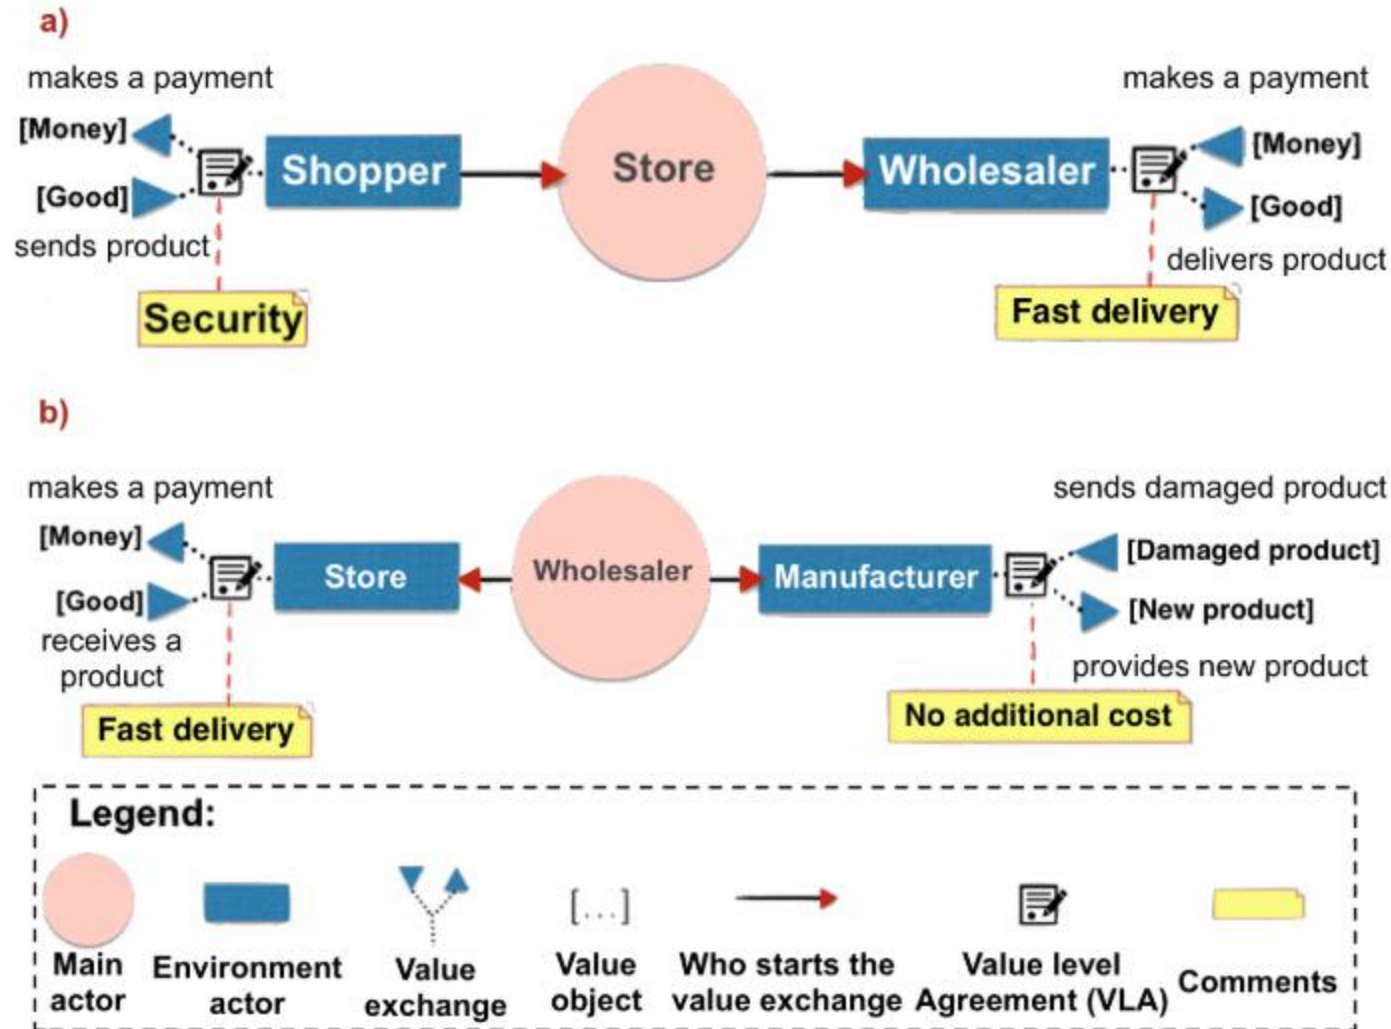 a)
makes a payment
[Money]
[Good]
sends product
Security
Shopper
Store
Wholesaler
makes a payment
[Money]
[Good]
delivers product
Fast delivery
b)
makes a payment
[Money]
[Good]
receives a
product
Fast delivery
Store
Wholesaler
Manufacturer
sends damaged product
[Damaged product]
[New product]
provides new product
No additional cost
Legend:
Main
actor
Environment
actor
Value
exchange
[...]
Value
object
Who starts the
value exchange
Value level
Agreement (VLA)
Comments